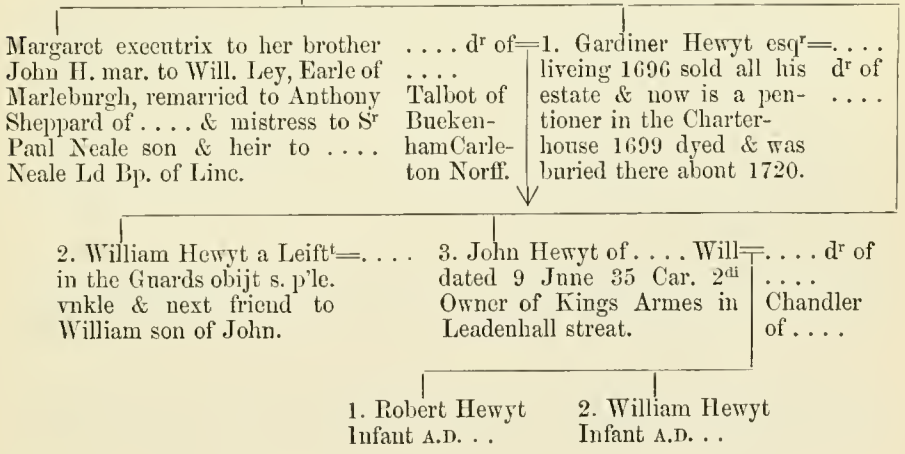 Margaret executrix to her brother
John H. mar. to Will. Ley, Earle of
Marleburgh, remarried to Anthony
Sheppard of . . . . & mistress to Sʳ
Paul Neale son & heir to . . . .
Neale Ld Bp. of Linc.
. . . . dʳ of=
. . . .
Talbot of
Bucken-
hamCarle-
ton Norff.
1. Gardiner Hewyt esqʳ=
liveing 1696 sold all his
estate & now is a pen-
tioner in the Charter-
house 1699 dyed & was
buried there about 1720.
. . . .
dʳ of
. . . .
2. William Hewyt a Leiftᵗ=. . . .
in the Guards obijt s. p'le.
vnkle & next friend to
William son of John.
3. John Hewyt of . . . . Will=
dated 9 June 35 Car. 2ᵈⁱ
Owner of Kings Armes in
Leadenhall streat.
. . . . dʳ of
. . . .
Chandler
of . . . .
1. Robert Hewyt
Infant A.D. . .
2. William Hewyt
Infant A.D. . .